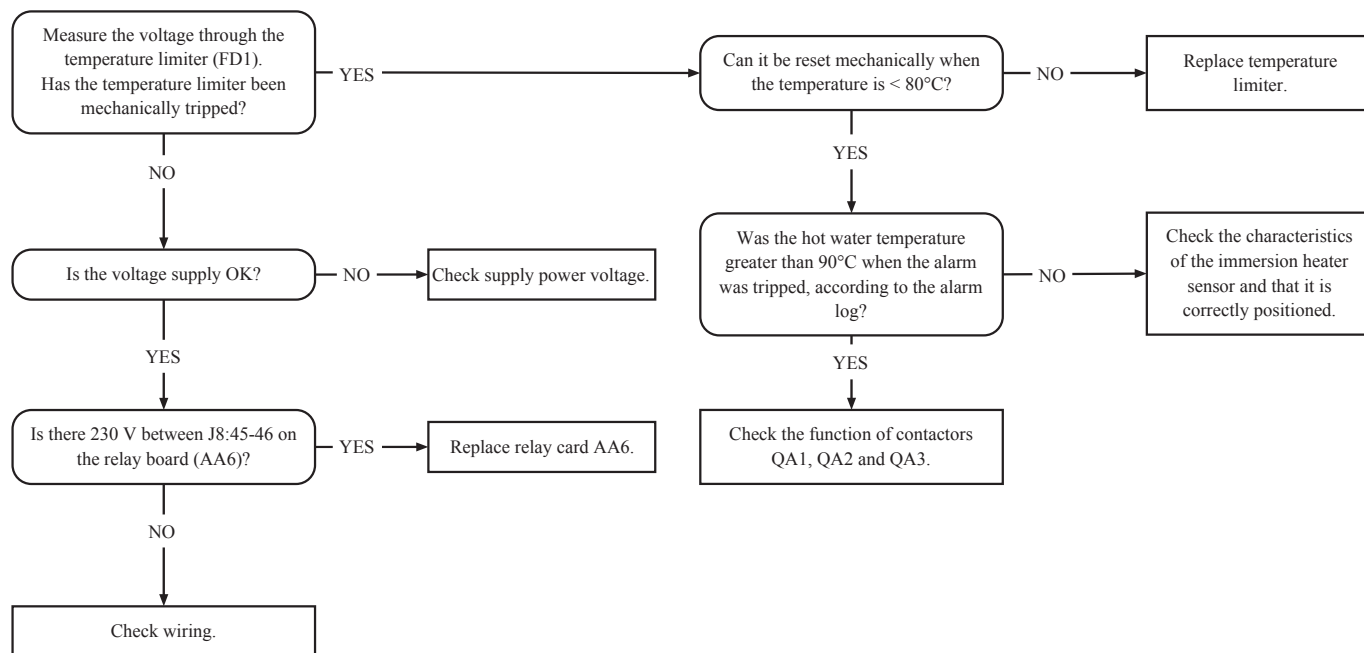 Measure the voltage through the
temperature limiter (FD1).
Has the temperature limiter been
mechanically tripped?
YES
Can it be reset mechanically when
the temperature is < 80°C?
NO
Replace temperature
limiter.
NO
YES
Is the voltage supply OK?
NO
Check supply power voltage.
Was the hot water temperature
greater than 90°C when the alarm
was tripped, according to the alarm
log?
NO
Check the characteristics
of the immersion heater
sensor and that it is
correctly positioned.
YES
YES
Is there 230 V between J8:45-46 on
the relay board (AA6)?
YES
Replace relay card AA6.
Check the function of contactors
QA1, QA2 and QA3.
NO
Check wiring.